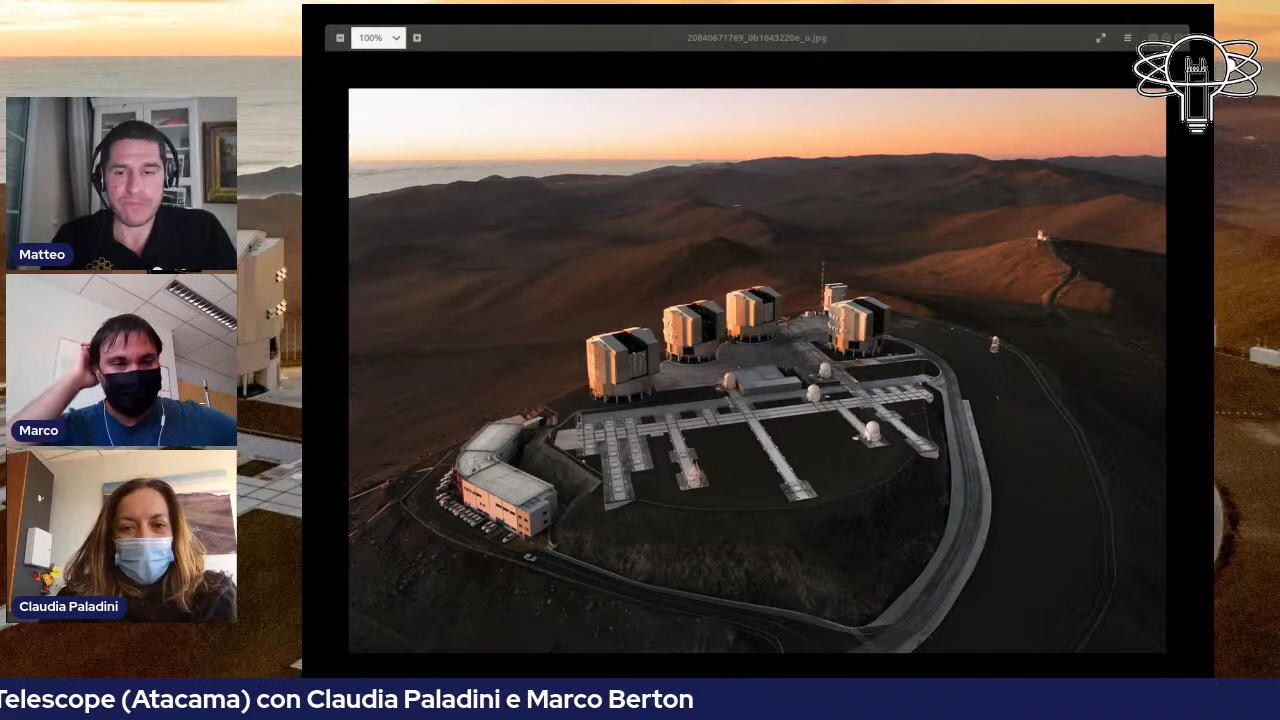 100%
20840671769_0b1643220e_o.jpg
Matteo
Marco
Claudia Paladini
Telescope (Atacama) con Claudia Paladini e Marco Berton